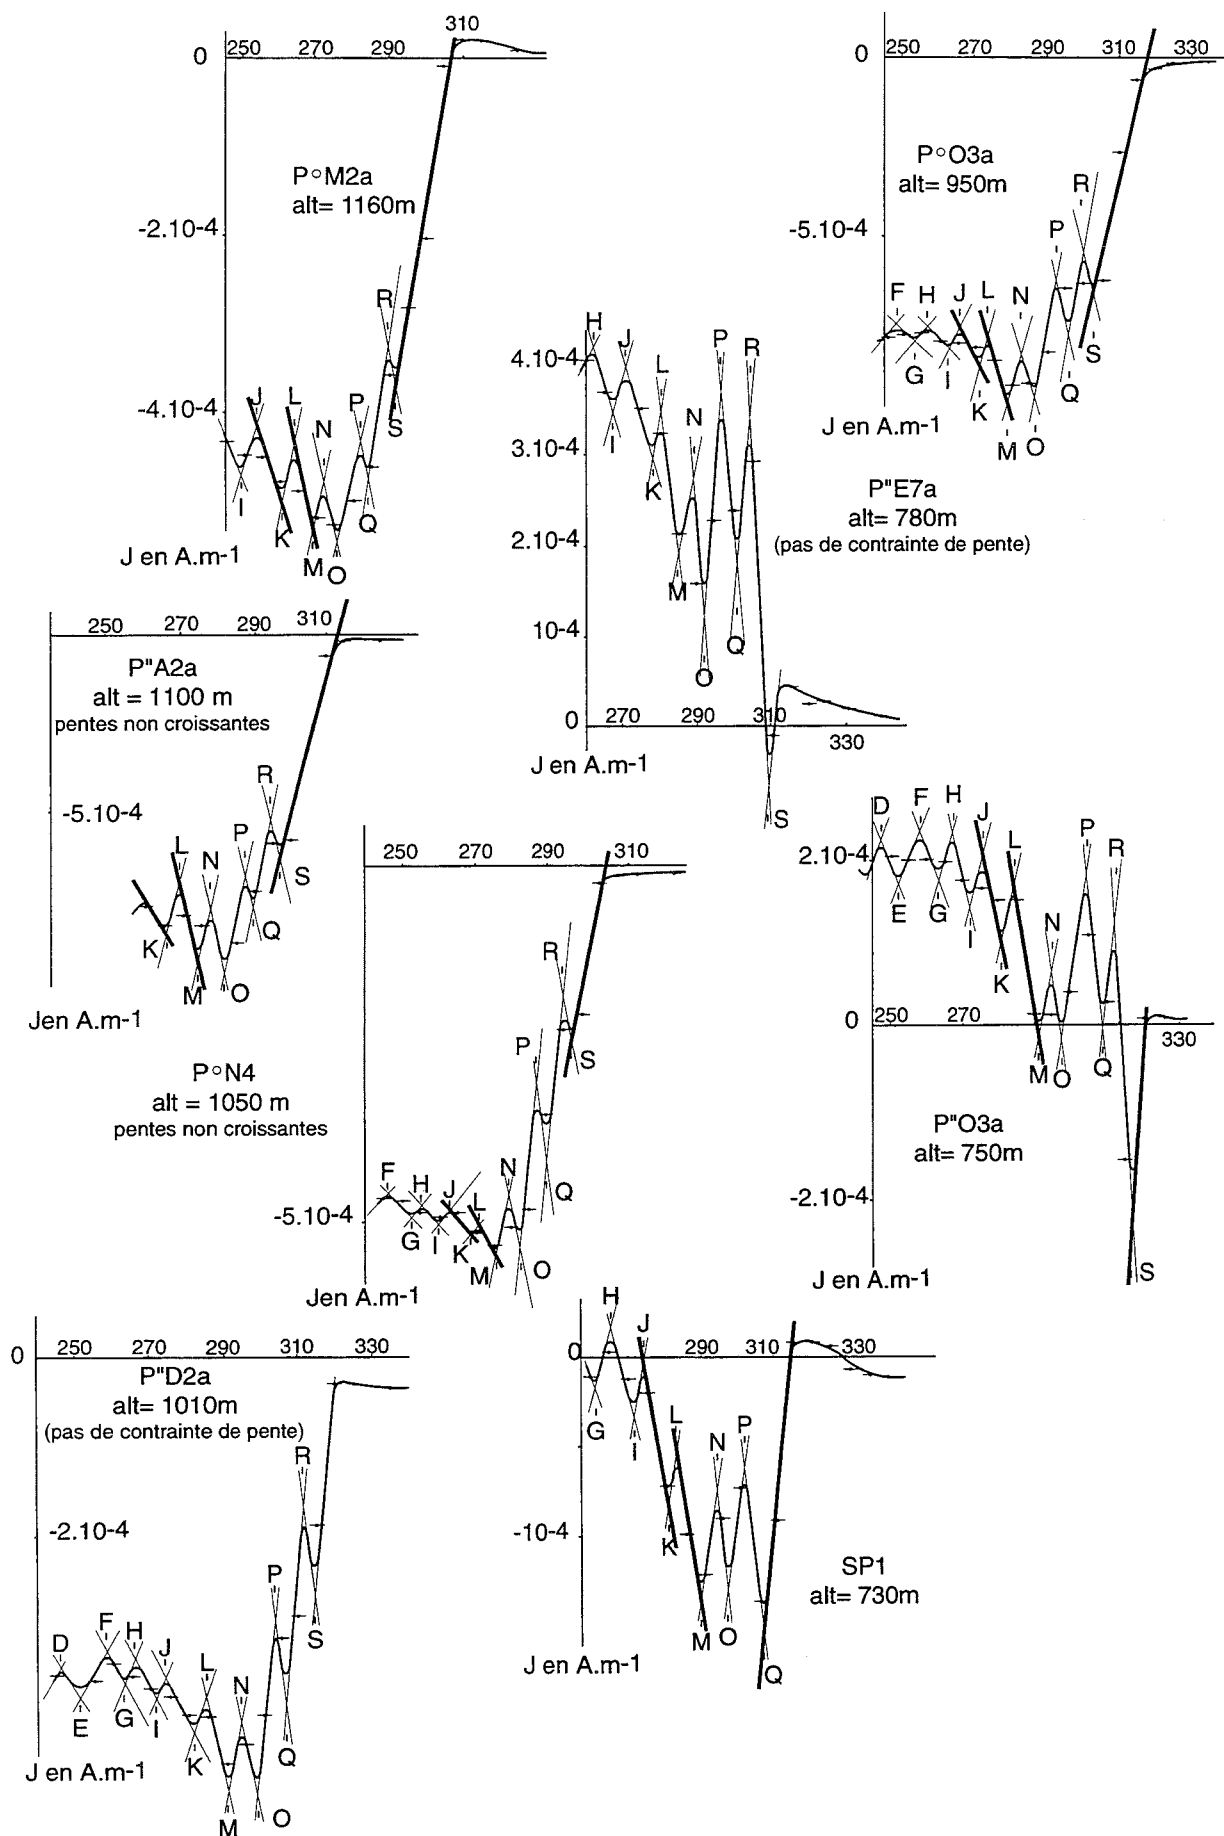 310
0 250 270 290
P°M2a
alt= 1160m
-2.10-4
R
-4.10-4 J L P S
N
I K M O Q
J en A.m-1
0 250 270 290 310 330
P°O3a
alt= 950m
R
-5.10-4 P
F H J L N
G I K S
Q
J en A.m-1 M O
H J P R
4.10-4 L
3.10-4 N
I K
2.10-4
M
10-4 Q
O
0 270 290 310
330
J en A.m-1
S
P"E7a
alt= 780m
(pas de contrainte de pente)
250 270 290 310
P"A2a
alt = 1100 m
pentes non croissantes
R
-5.10-4 L P
N S
K Q
M O
Jen A.m-1
250 270 290 310
P°N4
alt = 1050 m
pentes non croissantes
R
P S
F H J L N Q
-5.10-4
G I K M O
Jen A.m-1
D F H J L P R
2.10-4
E G I N
K
0 250 270
330
M O Q
P"O3a
alt= 750m
-2.10-4
S
J en A.m-1
0 250 270 290 310 330
P"D2a
alt= 1010m
(pas de contrainte de pente)
R
-2.10-4
P
S
D F H J L N
E G I K Q
J en A.m-1
M O
H J
0 290 310 330
G I L N P
-10-4
K
SP1
alt= 730m
M O
J en A.m-1 Q